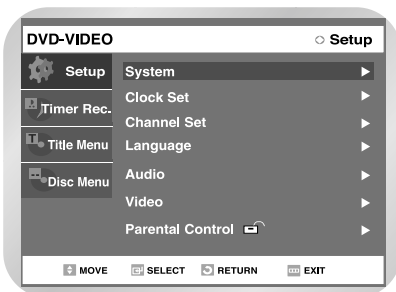 DVD-VIDEO Setup
Setup
Timer Rec.
Title Menu
Disc Menu
System
Clock Set
Channel Set
Language
Audio
Video
Parental Control
MOVE SELECT RETURN EXIT